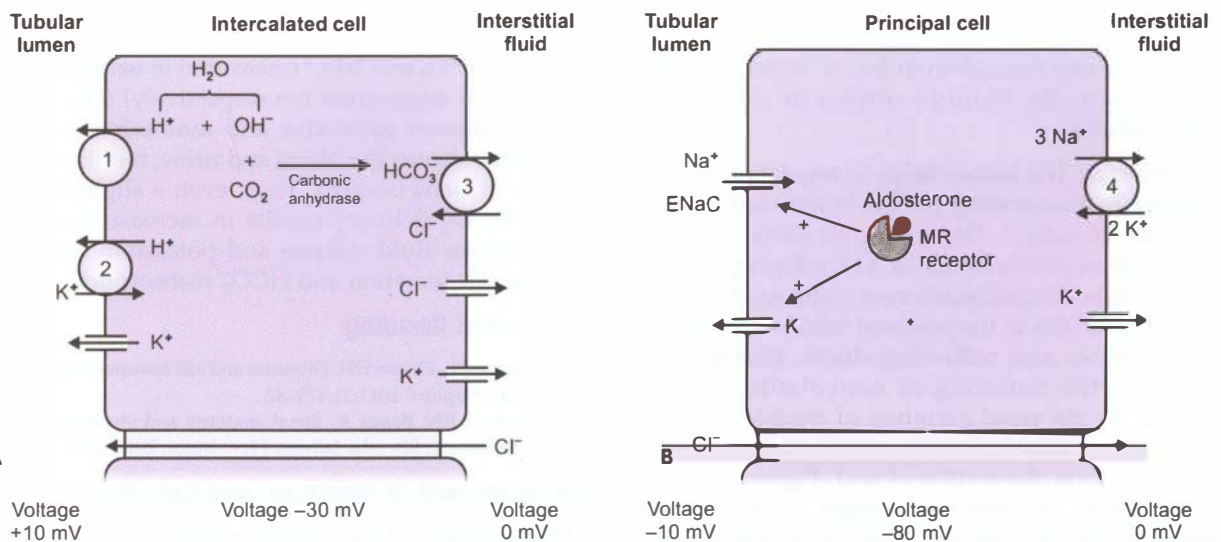 Tubular lumen
Intercalated cell
Interstitial fluid
H₂O
H⁺ + OH⁻
+
CO₂
Carbonic anhydrase
HCO₃⁻
1
3
Cl⁻
H⁺
2
K⁺
Cl⁻
K⁺
K⁺
Cl⁻
Voltage +10 mV
Voltage –30 mV
Voltage 0 mV
Tubular lumen
Principal cell
Interstitial fluid
Na⁺
ENaC
3 Na⁺
4
2 K⁺
Aldosterone
+
MR receptor
+
K⁺
K
+
B
Cl⁻
Voltage –10 mV
Voltage –80 mV
Voltage 0 mV